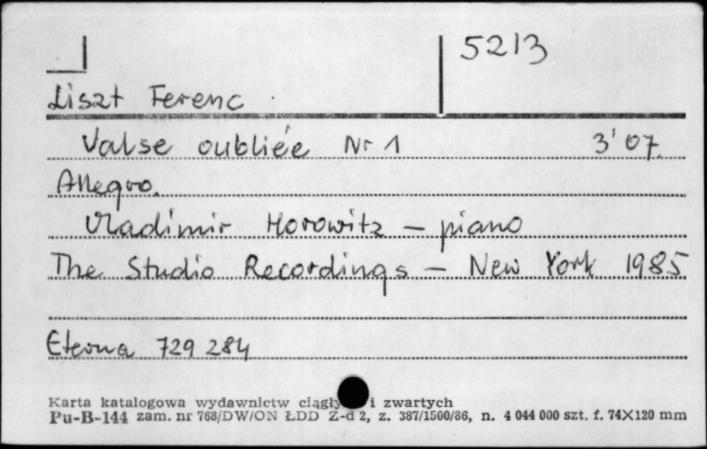 5213
Liszt Ferenc
Valse oubliée Nr 1 3'07.
Allegro.
Vladimir Horowitz – piano
The Studio Recordings – New York 1985
Eterna 729 284
Karta katalogowa wydawnictw ciągły i zwartych
Pu-B-144 zam. nr 768/DW/ON ŁDD Z-d 2, z. 387/1500/86, n. 4 044 000 szt. f. 74X120 mm